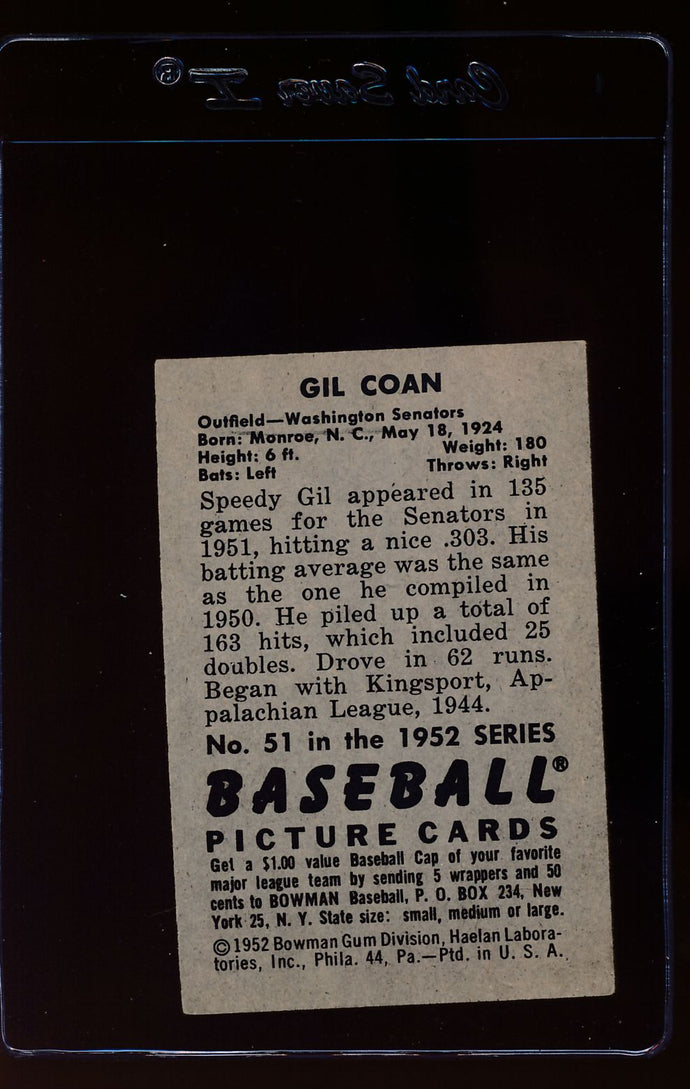 Card Saver I®
GIL COAN
Outfield—Washington Senators
Born: Monroe, N. C., May 18, 1924
Height: 6 ft. Weight: 180
Bats: Left Throws: Right
Speedy Gil appeared in 135
games for the Senators in
1951, hitting a nice .303. His
batting average was the same
as the one he compiled in
1950. He piled up a total of
163 hits, which included 25
doubles. Drove in 62 runs.
Began with Kingsport, Ap-
palachian League, 1944.
No. 51 in the 1952 SERIES
BASEBALL®
PICTURE CARDS
Get a $1.00 value Baseball Cap of your favorite
major league team by sending 5 wrappers and 50
cents to BOWMAN Baseball, P. O. BOX 234, New
York 25, N. Y. State size: small, medium or large.
©1952 Bowman Gum Division, Haelan Labora-
tories, Inc., Phila. 44, Pa.—Ptd. in U. S. A.